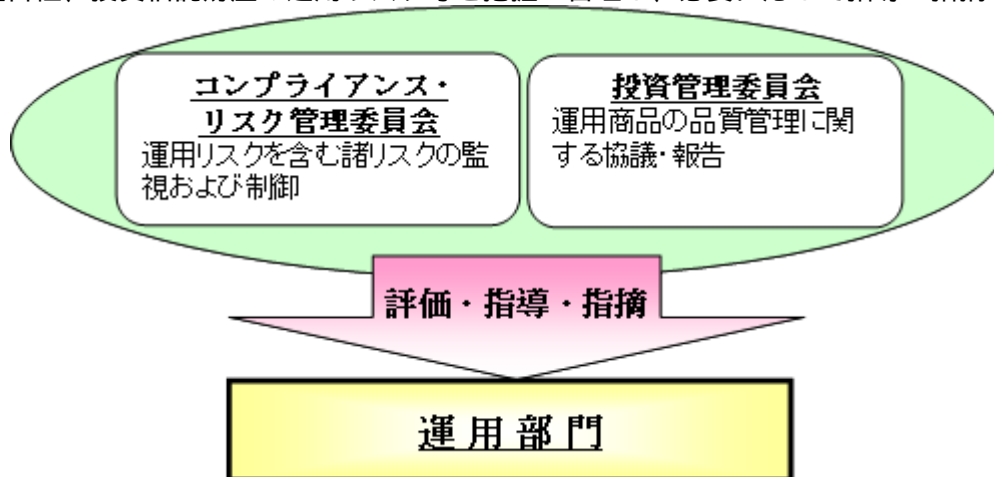 コンプライアンス・
リスク管理委員会
運用リスクを含む諸リスクの監
視および制御
投資管理委員会
運用商品の品質管理に関
する協議・報告
評価・指導・指摘
運用部門